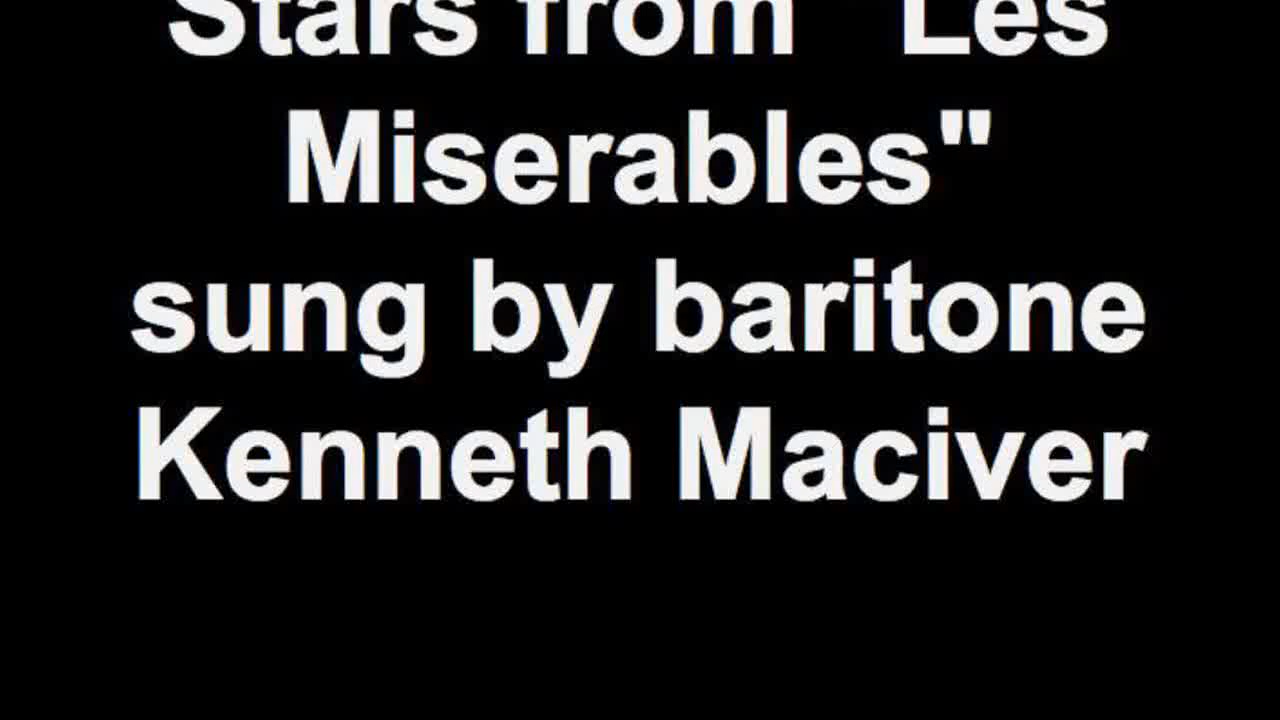 Stars from "Les
Miserables"
sung by baritone
Kenneth Maciver